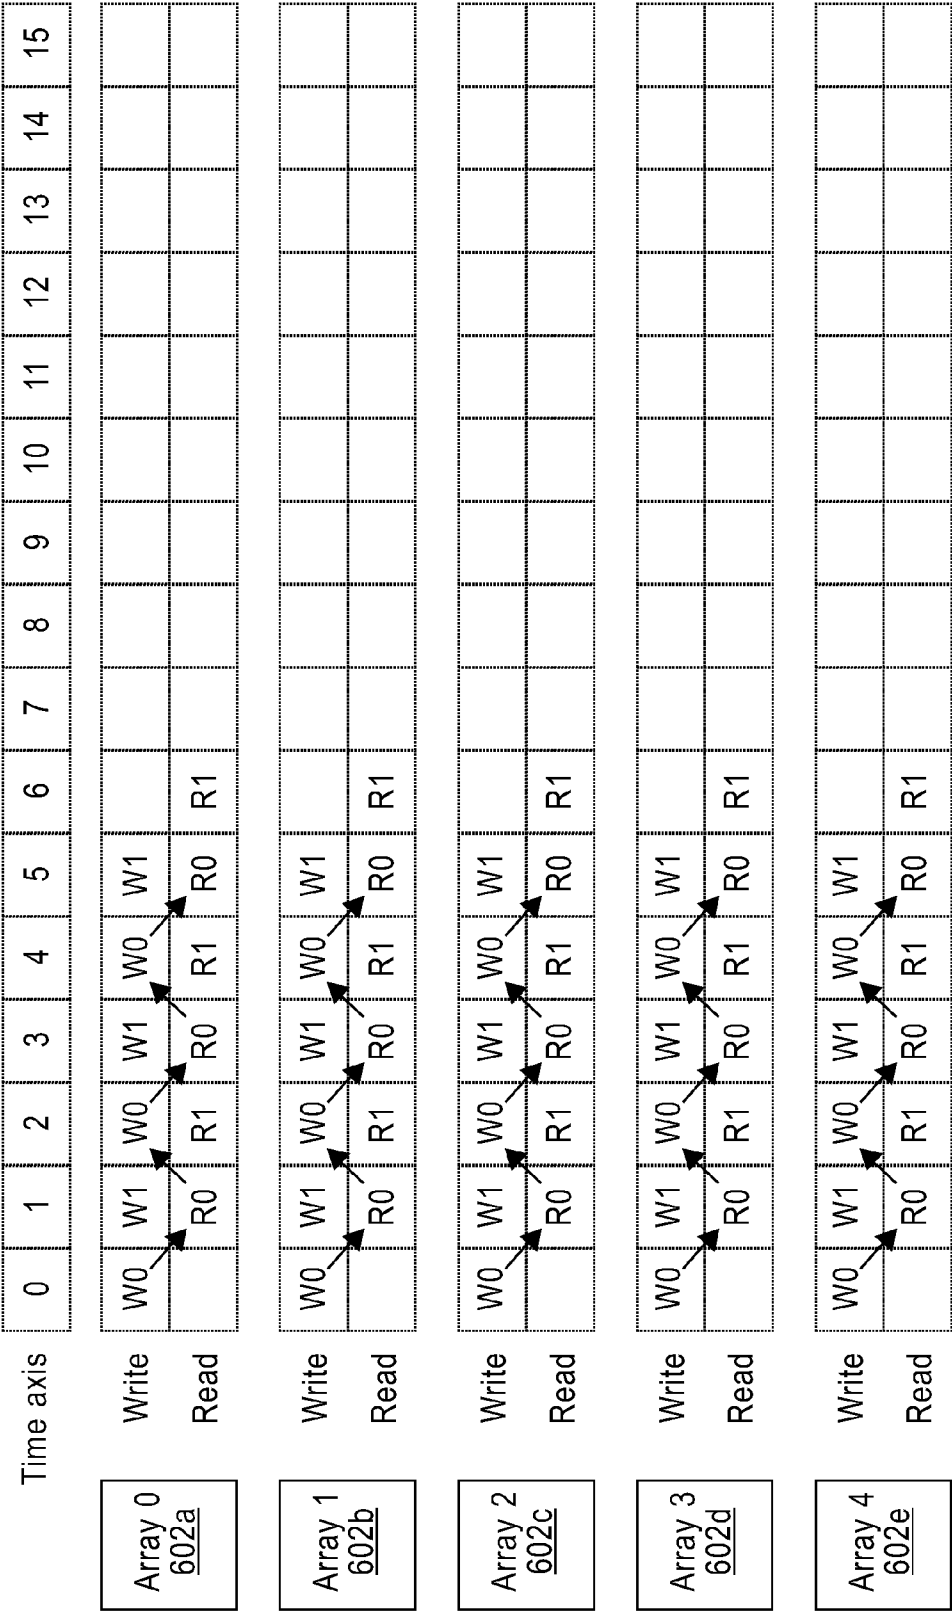 Time axis 0 1 2 3 4 5 6 7 8 9 10 11 12 13 14 15
Array 0
602a
Write W0 W1 W0 W1 W0 W1
Read R0 R1 R0 R1 R0 R1
Array 1
602b
Write W0 W1 W0 W1 W0 W1
Read R0 R1 R0 R1 R0 R1
Array 2
602c
Write W0 W1 W0 W1 W0 W1
Read R0 R1 R0 R1 R0 R1
Array 3
602d
Write W0 W1 W0 W1 W0 W1
Read R0 R1 R0 R1 R0 R1
Array 4
602e
Write W0 W1 W0 W1 W0 W1
Read R0 R1 R0 R1 R0 R1